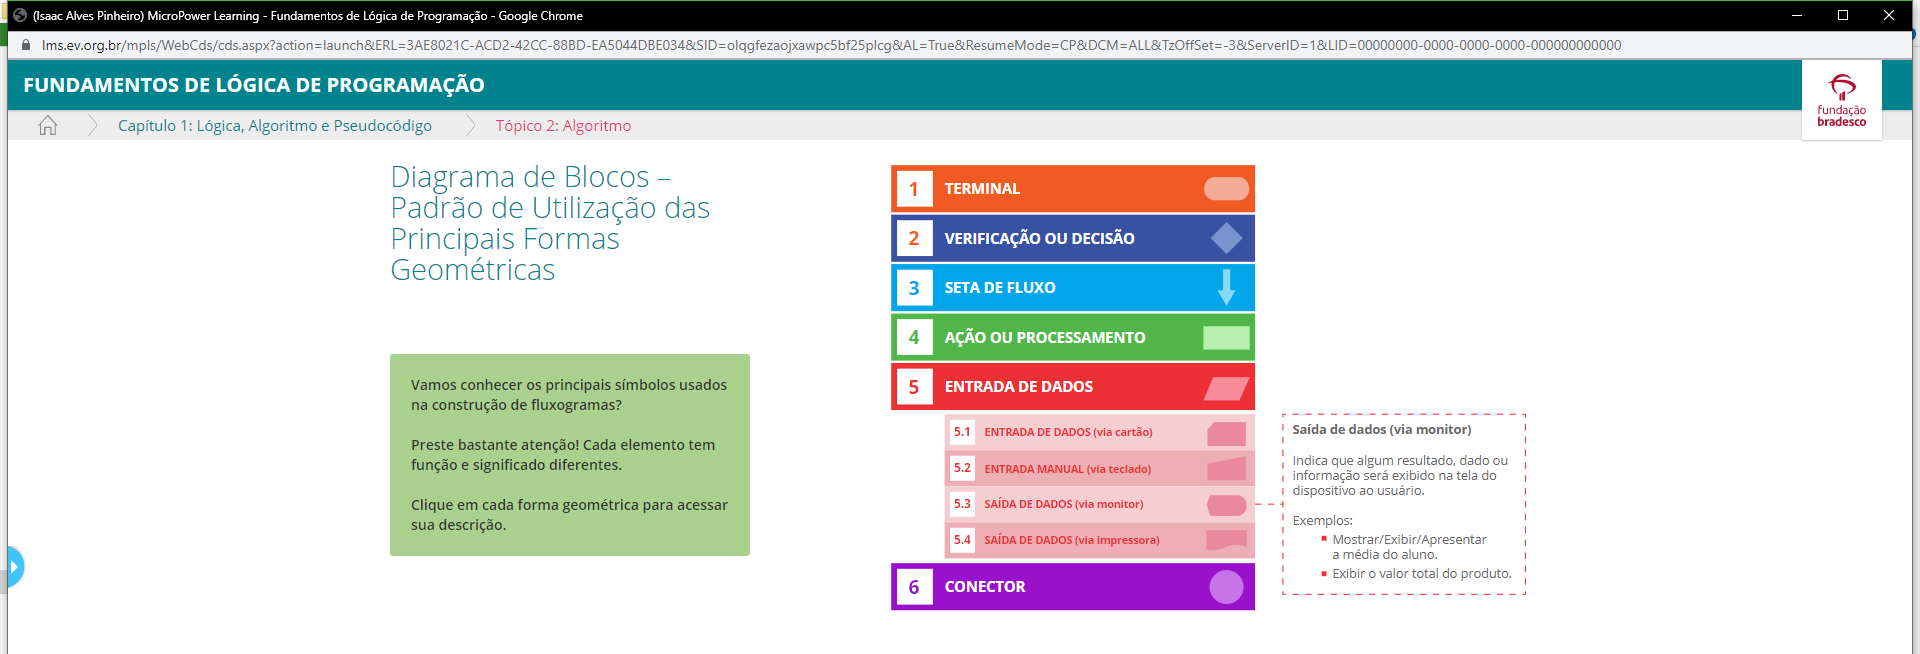 (Isaac Alves Pinheiro) MicroPower Learning - Fundamentos de Lógica de Programação - Google Chrome
lms.ev.org.br/mpls/WebCds/cds.aspx?action=launch&ERL=3AE8021C-ACD2-42CC-88BD-EA5044DBE034&SID=olqgfezaojxawpc5bf25plcg&AL=True&ResumeMode=CP&DCM=ALL&TzOffSet=-3&ServerID=1&LID=00000000-0000-0000-0000-000000000000
FUNDAMENTOS DE LÓGICA DE PROGRAMAÇÃO
fundação
bradesco
Capítulo 1: Lógica, Algoritmo e Pseudocódigo
Tópico 2: Algoritmo
Diagrama de Blocos –
Padrão de Utilização das
Principais Formas
Geométricas
Vamos conhecer os principais símbolos usados
na construção de fluxogramas?
Preste bastante atenção! Cada elemento tem
função e significado diferentes.
Clique em cada forma geométrica para acessar
sua descrição.
1 TERMINAL
2 VERIFICAÇÃO OU DECISÃO
3 SETA DE FLUXO
4 AÇÃO OU PROCESSAMENTO
5 ENTRADA DE DADOS
5.1 ENTRADA DE DADOS (via cartão)
5.2 ENTRADA MANUAL (via teclado)
5.3 SAÍDA DE DADOS (via monitor)
5.4 SAÍDA DE DADOS (via impressora)
6 CONECTOR
Saída de dados (via monitor)
Indica que algum resultado, dado ou
informação será exibido na tela do
dispositivo ao usuário.
Exemplos:
Mostrar/Exibir/Apresentar
a média do aluno.
Exibir o valor total do produto.